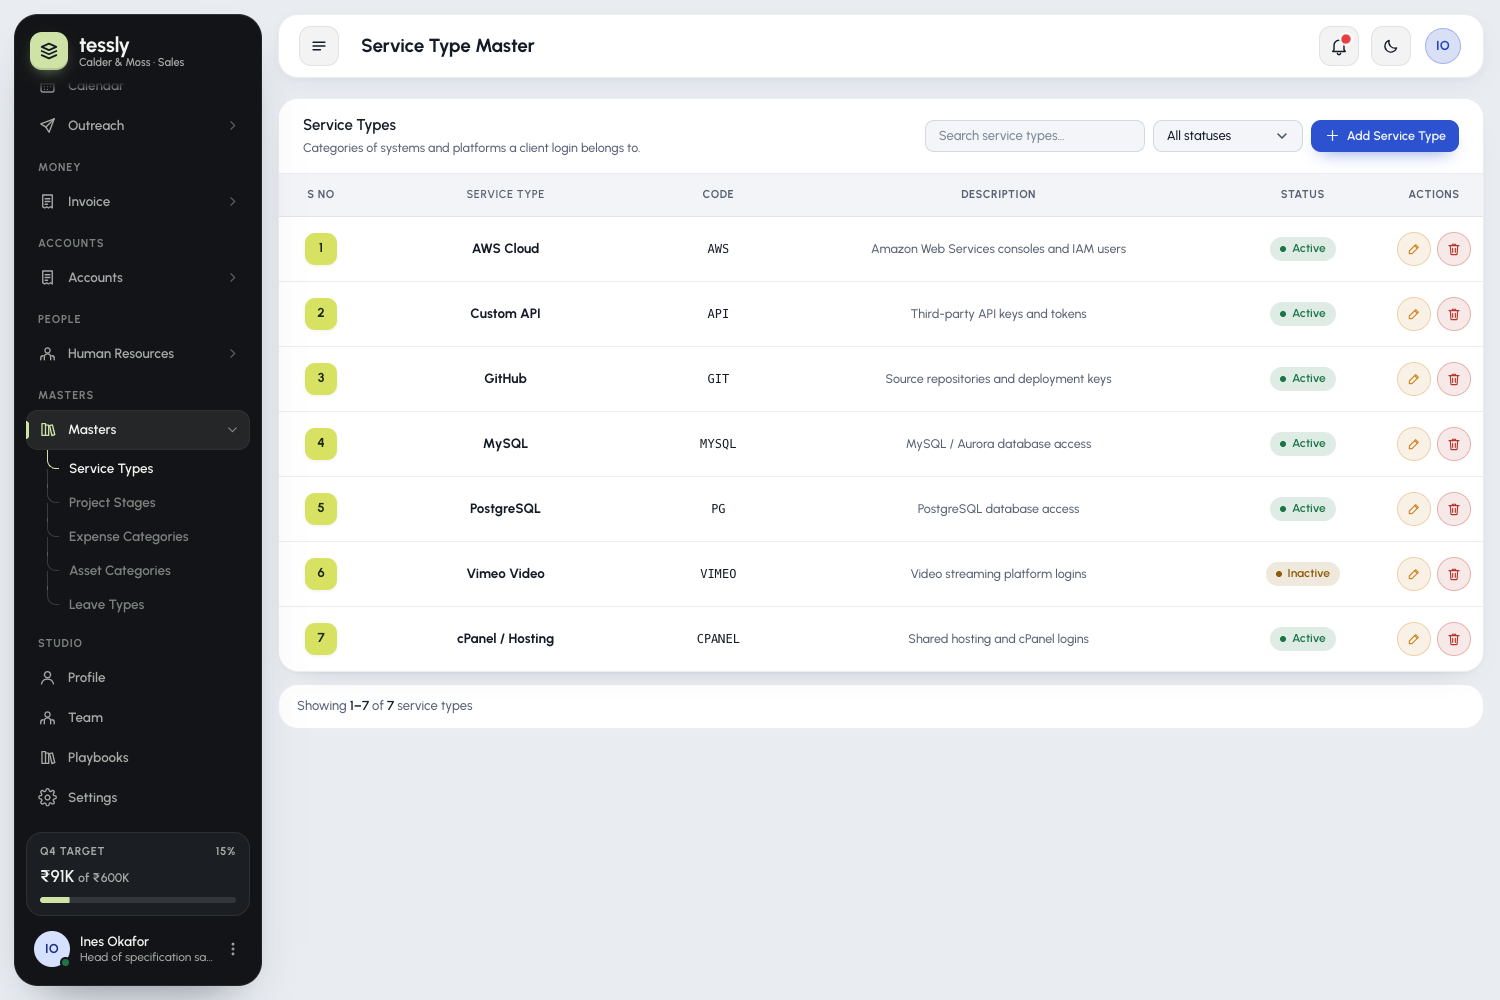 tessly
Calder & Moss · Sales
Calendar
Outreach
MONEY
Invoice
ACCOUNTS
Accounts
PEOPLE
Human Resources
MASTERS
Masters
Service Types
Project Stages
Expense Categories
Asset Categories
Leave Types
STUDIO
Profile
Team
Playbooks
Settings
Q4 TARGET 15%
₹91K of ₹600K
IO Ines Okafor
Head of specification sa...
Service Type Master IO
Service Types
Categories of systems and platforms a client login belongs to.
Search service types... All statuses Add Service Type
S NO SERVICE TYPE CODE DESCRIPTION STATUS ACTIONS
1 AWS Cloud AWS Amazon Web Services consoles and IAM users Active
2 Custom API API Third-party API keys and tokens Active
3 GitHub GIT Source repositories and deployment keys Active
4 MySQL MYSQL MySQL / Aurora database access Active
5 PostgreSQL PG PostgreSQL database access Active
6 Vimeo Video VIMEO Video streaming platform logins Inactive
7 cPanel / Hosting CPANEL Shared hosting and cPanel logins Active
Showing 1–7 of 7 service types